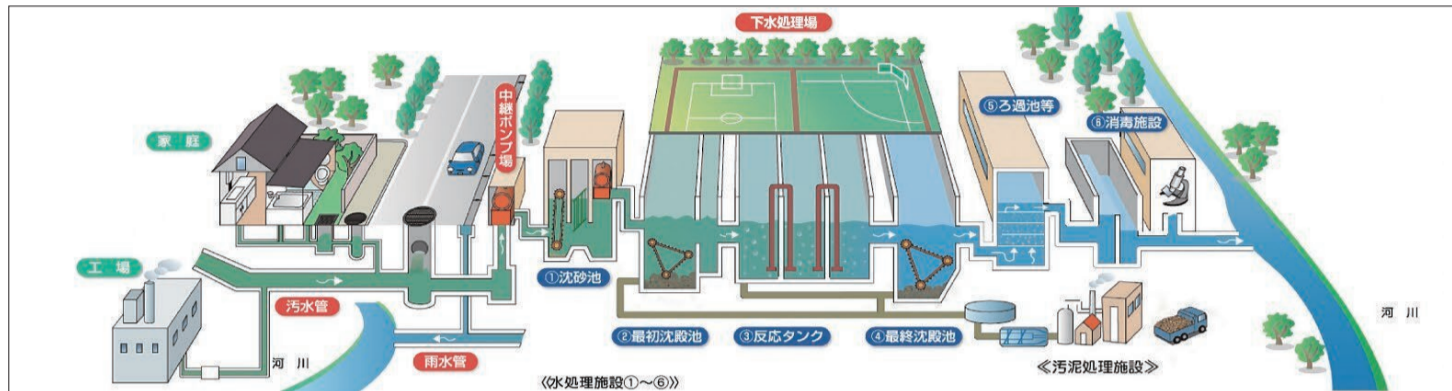 下水処理場
家庭
中継ポンプ場
⑤ろ過池等
⑥消毒施設
工場
汚水管
①沈砂池
②最初沈殿池
③反応タンク
④最終沈殿池
河川
雨水管
河川
≪汚泥処理施設≫
≪水処理施設①～⑥≫